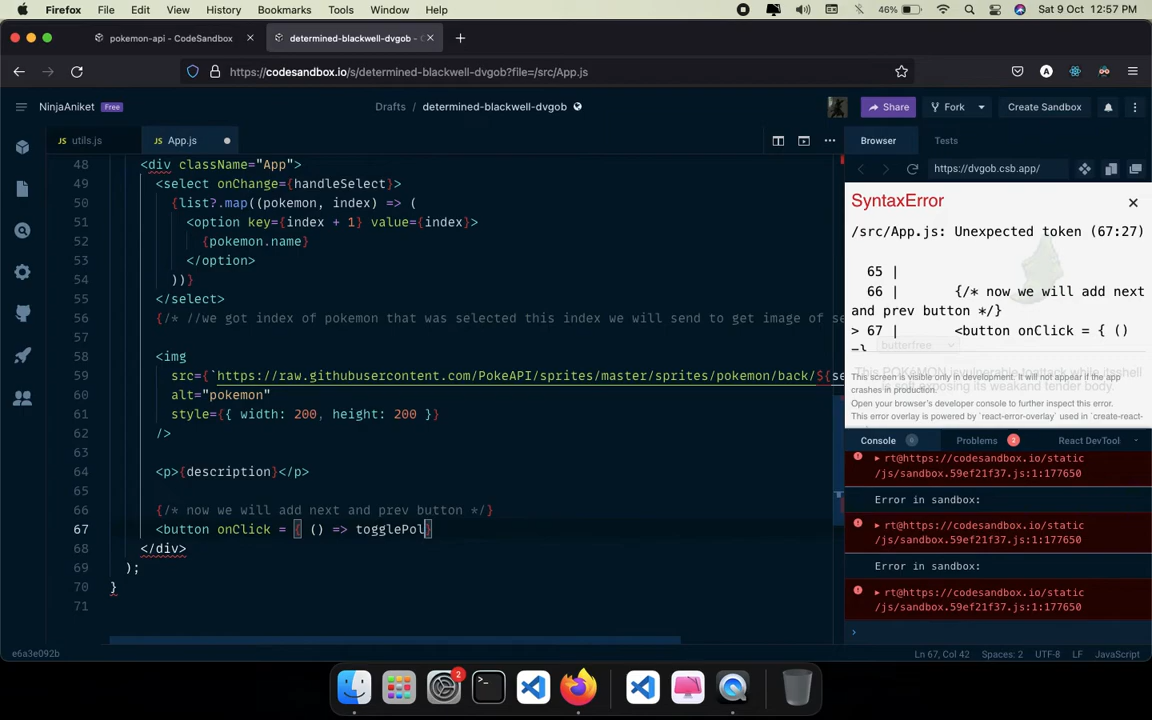 Firefox File Edit View History Bookmarks Tools Window Help 46% Sat 9 Oct 12:57 PM
pokemon-api - CodeSandbox determined-blackwell-dvgob -
https://codesandbox.io/s/determined-blackwell-dvgob?file=/src/App.js
NinjaAniket Free Drafts / determined-blackwell-dvgob Share Fork Create Sandbox
utils.js App.js Browser Tests
https://dvgob.csb.app/
48 <div className="App">
49 <select onChange={handleSelect}>
50 {list?.map((pokemon, index) => (
51 <option key={index + 1} value={index}>
52 {pokemon.name}
53 </option>
54 ))}
55 </select>
56 {/* //we got index of pokemon that was selected this index we will send to get image of se
57
58 <img
59 src={`https://raw.githubusercontent.com/PokeAPI/sprites/master/sprites/pokemon/back/${se
60 alt="pokemon"
61 style={{ width: 200, height: 200 }}
62 />
63
64 <p>{description}</p>
65
66 {/* now we will add next and prev button */}
67 <button onClick = { () => togglePol}
68 </div>
69 );
70 }
71
SyntaxError
/src/App.js: Unexpected token (67:27)
65 |
66 | {/* now we will add next
and prev button */}
> 67 | <button onClick = { ()
=}
butterfree
This screen is visible only in development. It will not appear if the app
crashes in production.
Open your browser's developer console to further inspect this error.
This error overlay is powered by `react-error-overlay` used in `create-react-
Console 0 Problems 2 React DevTool
rt@https://codesandbox.io/static
/js/sandbox.59ef21f37.js:1:177650
Error in sandbox:
rt@https://codesandbox.io/static
/js/sandbox.59ef21f37.js:1:177650
Error in sandbox:
rt@https://codesandbox.io/static
/js/sandbox.59ef21f37.js:1:177650
e6a3e092b Ln 67, Col 42 Spaces: 2 UTF-8 LF JavaScript
2